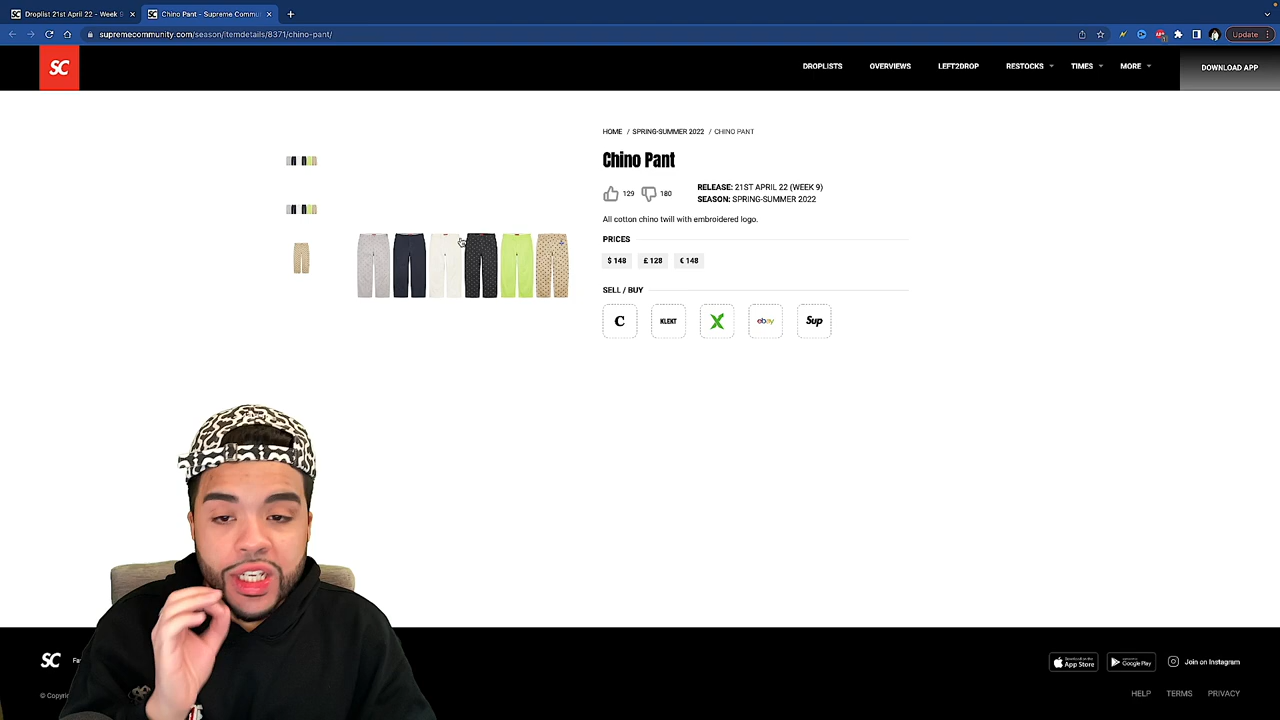 Droplist 21st April 22 - Week 9
Chino Pant - Supreme Commu
supremecommunity.com/season/itemdetails/8371/chino-pant/
Update
SC
DROPLISTS
OVERVIEWS
LEFT2DROP
RESTOCKS
TIMES
MORE
DOWNLOAD APP
HOME / SPRING-SUMMER 2022 / CHINO PANT
Chino Pant
129
180
RELEASE: 21ST APRIL 22 (WEEK 9)
SEASON: SPRING-SUMMER 2022
All cotton chino twill with embroidered logo.
PRICES
$ 148
£ 128
€ 148
SELL / BUY
C
KLEKT
X
ebay
Sup
SC
App Store
Google Play
Join on Instagram
© Copyric
HELP
TERMS
PRIVACY